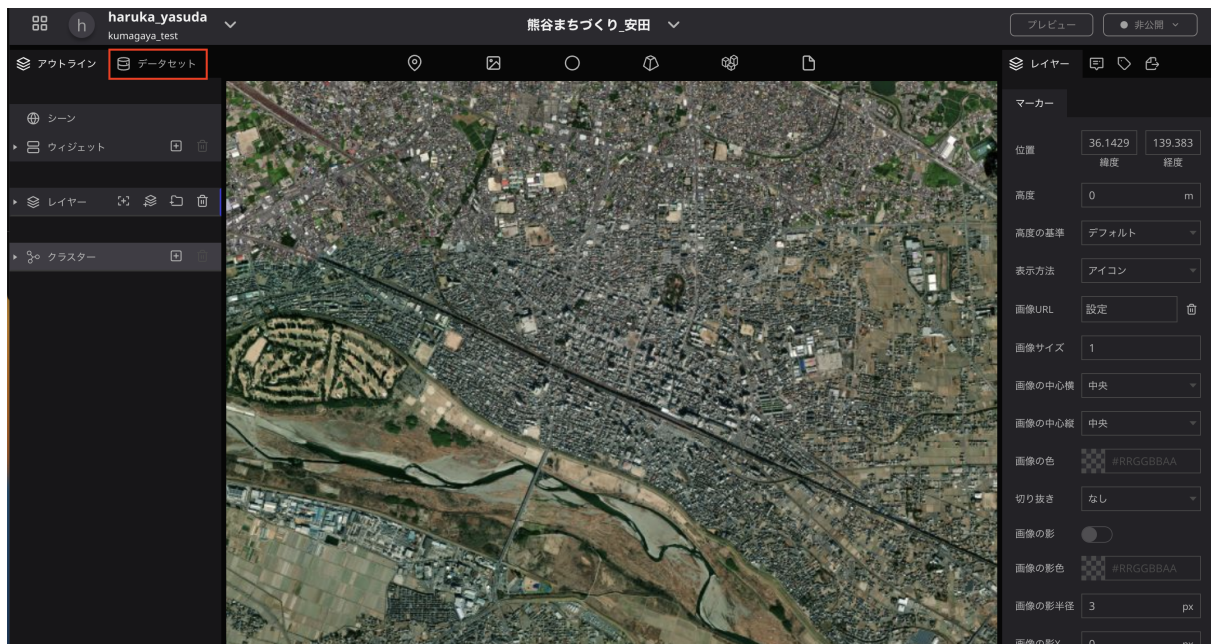 h
haruka_yasuda
kumagaya_test
熊谷まちづくり_安田
プレビュー
非公開
アウトライン
データセット
シーン
ウィジェット
レイヤー
クラスター
レイヤー
マーカー
位置
36.1429
139.383
緯度
経度
高度
0
m
高度の基準
デフォルト
表示方法
アイコン
画像URL
設定
画像サイズ
1
画像の中心横
中央
画像の中心縦
中央
画像の色
#RRGGBBAA
切り抜き
なし
画像の影
画像の影色
#RRGGBBAA
画像の影半径
3
px
画像の影X
0
px